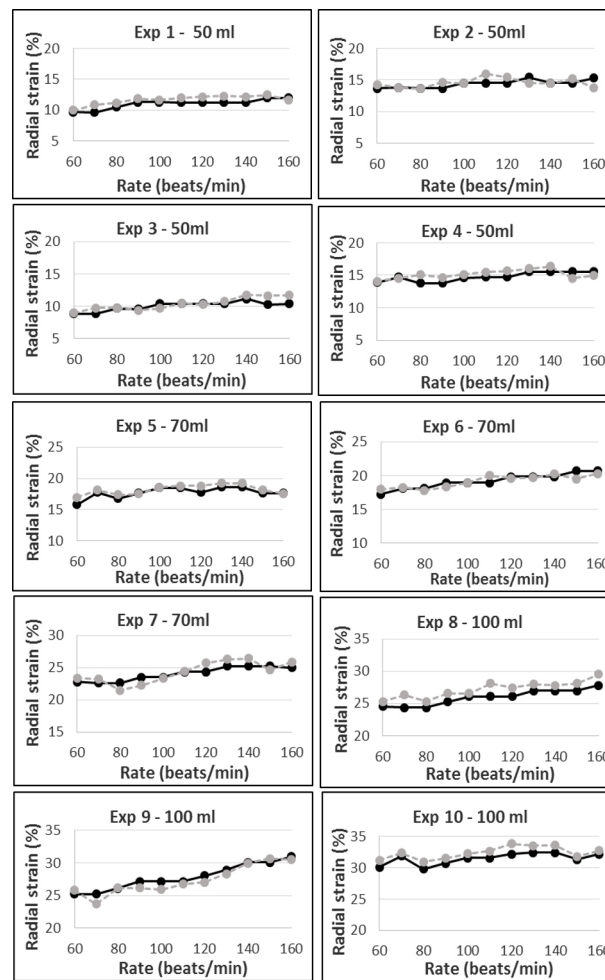 Exp 1 - 50 ml
Radial strain (%)
20
15
10
5
60 80 100 120 140 160
Rate (beats/min)
Exp 2 - 50ml
Radial strain (%)
20
15
10
5
60 80 100 120 140 160
Rate (beats/min)
Exp 3 - 50ml
Radial strain (%)
20
15
10
5
60 80 100 120 140 160
Rate (beats/min)
Exp 4 - 50ml
Radial strain (%)
20
15
10
5
60 80 100 120 140 160
Rate (beats/min)
Exp 5 - 70ml
Radial strain (%)
25
20
15
10
60 80 100 120 140 160
Rate (beats/min)
Exp 6 - 70ml
Radial strain (%)
25
20
15
10
60 80 100 120 140 160
Rate (beats/min)
Exp 7 - 70ml
Radial strain (%)
30
25
20
15
60 80 100 120 140 160
Rate (beats/min)
Exp 8 - 100 ml
Radial strain (%)
35
30
25
20
60 80 100 120 140 160
Rate (beats/min)
Exp 9 - 100 ml
Radial strain (%)
35
30
25
20
60 80 100 120 140 160
Rate (beats/min)
Exp 10 - 100 ml
Radial strain (%)
35
30
25
20
60 80 100 120 140 160
Rate (beats/min)